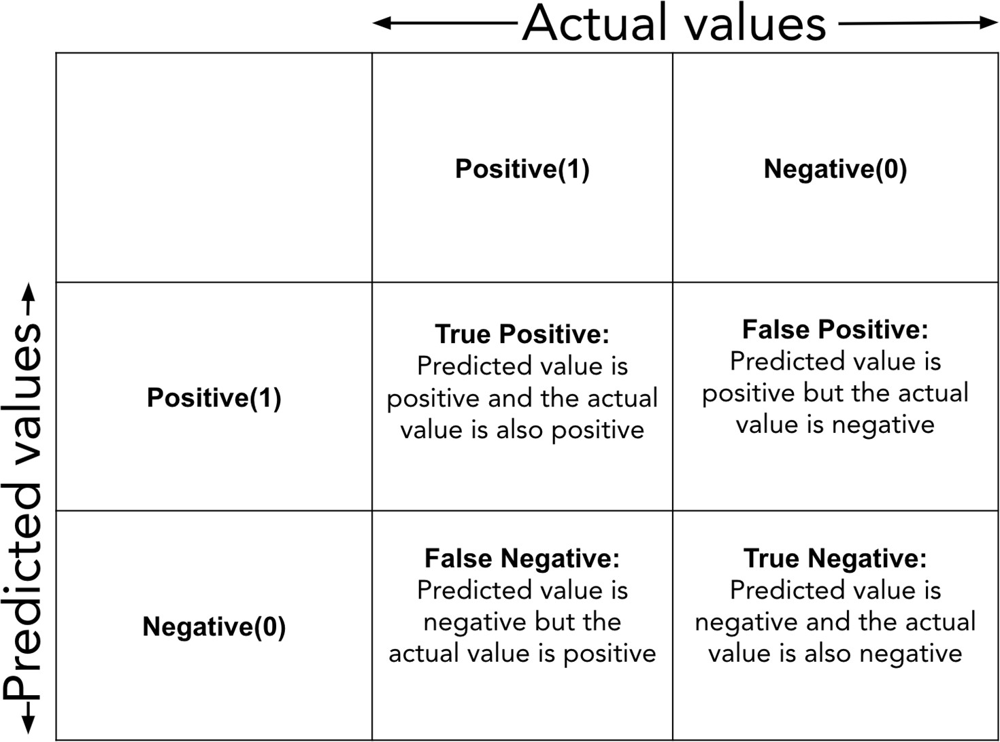 Actual values
Positive(1)
Negative(0)
Predicted values
Positive(1)
True Positive:
Predicted value is
positive and the actual
value is also positive
False Positive:
Predicted value is
positive but the actual
value is negative
Negative(0)
False Negative:
Predicted value is
negative but the
actual value is positive
True Negative:
Predicted value is
negative and the actual
value is also negative